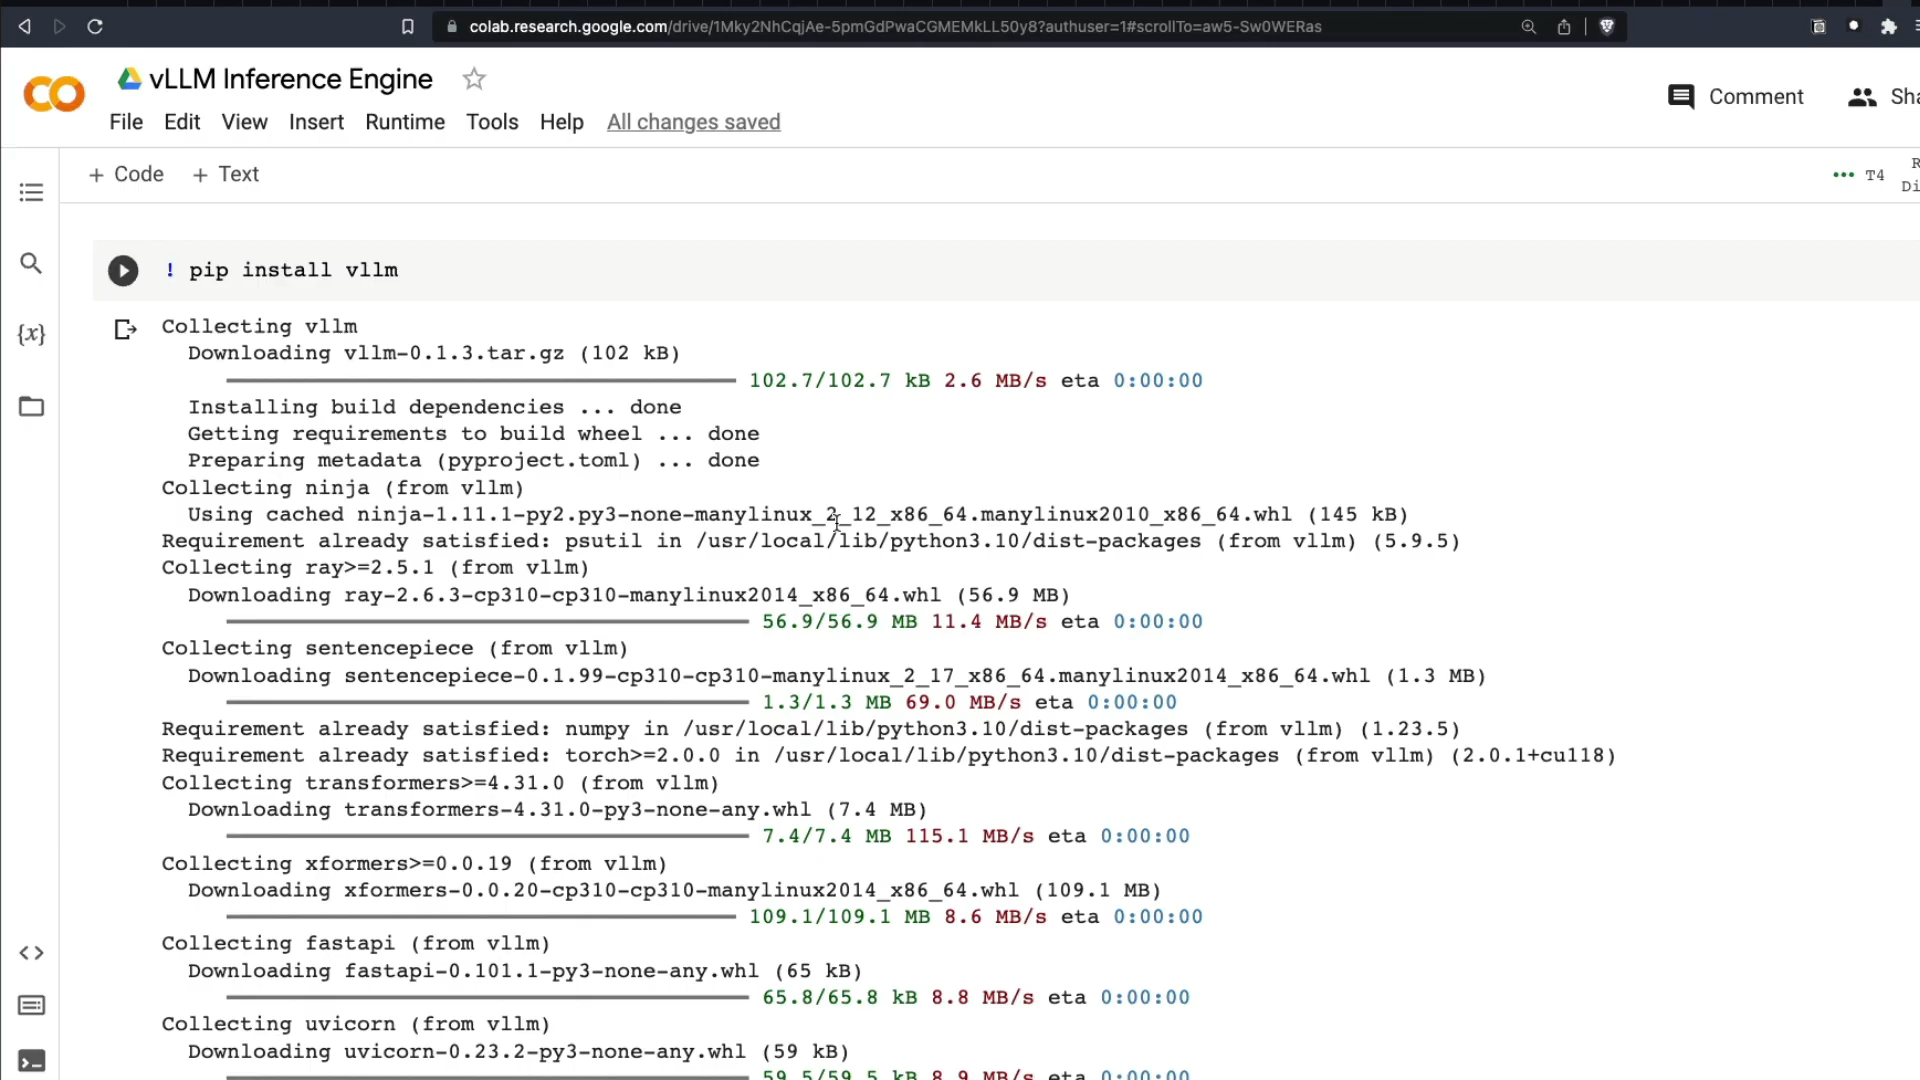 colab.research.google.com/drive/1Mky2NhCqjAe-5pmGdPwaCGMEMkLL50y8?authuser=1#scrollTo=aw5-Sw0WERas
vLLM Inference Engine
Comment
File Edit View Insert Runtime Tools Help All changes saved
+ Code + Text
T4
{x}
! pip install vllm
Collecting vllm
Downloading vllm-0.1.3.tar.gz (102 kB)
102.7/102.7 kB 2.6 MB/s eta 0:00:00
Installing build dependencies ... done
Getting requirements to build wheel ... done
Preparing metadata (pyproject.toml) ... done
Collecting ninja (from vllm)
Using cached ninja-1.11.1-py2.py3-none-manylinux_2_12_x86_64.manylinux2010_x86_64.whl (145 kB)
Requirement already satisfied: psutil in /usr/local/lib/python3.10/dist-packages (from vllm) (5.9.5)
Collecting ray>=2.5.1 (from vllm)
Downloading ray-2.6.3-cp310-cp310-manylinux2014_x86_64.whl (56.9 MB)
56.9/56.9 MB 11.4 MB/s eta 0:00:00
Collecting sentencepiece (from vllm)
Downloading sentencepiece-0.1.99-cp310-cp310-manylinux_2_17_x86_64.manylinux2014_x86_64.whl (1.3 MB)
1.3/1.3 MB 69.0 MB/s eta 0:00:00
Requirement already satisfied: numpy in /usr/local/lib/python3.10/dist-packages (from vllm) (1.23.5)
Requirement already satisfied: torch>=2.0.0 in /usr/local/lib/python3.10/dist-packages (from vllm) (2.0.1+cu118)
Collecting transformers>=4.31.0 (from vllm)
Downloading transformers-4.31.0-py3-none-any.whl (7.4 MB)
7.4/7.4 MB 115.1 MB/s eta 0:00:00
Collecting xformers>=0.0.19 (from vllm)
Downloading xformers-0.0.20-cp310-cp310-manylinux2014_x86_64.whl (109.1 MB)
109.1/109.1 MB 8.6 MB/s eta 0:00:00
Collecting fastapi (from vllm)
Downloading fastapi-0.101.1-py3-none-any.whl (65 kB)
65.8/65.8 kB 8.8 MB/s eta 0:00:00
Collecting uvicorn (from vllm)
Downloading uvicorn-0.23.2-py3-none-any.whl (59 kB)
59.5/59.5 kB 8.9 MB/s eta 0:00:00